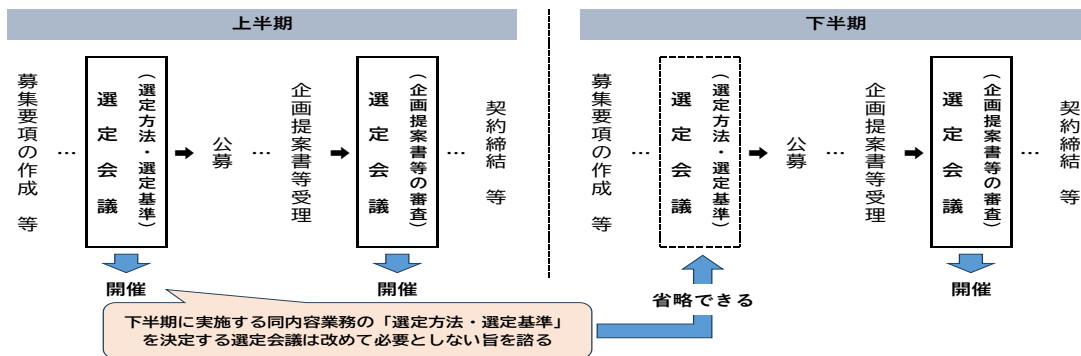 上半期
募集要項の作成 等
…
選定会議
（選定方法・選定基準）
公募
…
企画提案書等受理
選定会議
（企画提案書等の審査）
…
契約締結 等
開催
開催
下半期に実施する同内容業務の「選定方法・選定基準」
を決定する選定会議は改めて必要としない旨を諮る
下半期
募集要項の作成 等
…
選定会議
（選定方法・選定基準）
公募
…
企画提案書等受理
選定会議
（企画提案書等の審査）
…
契約締結 等
省略できる
開催